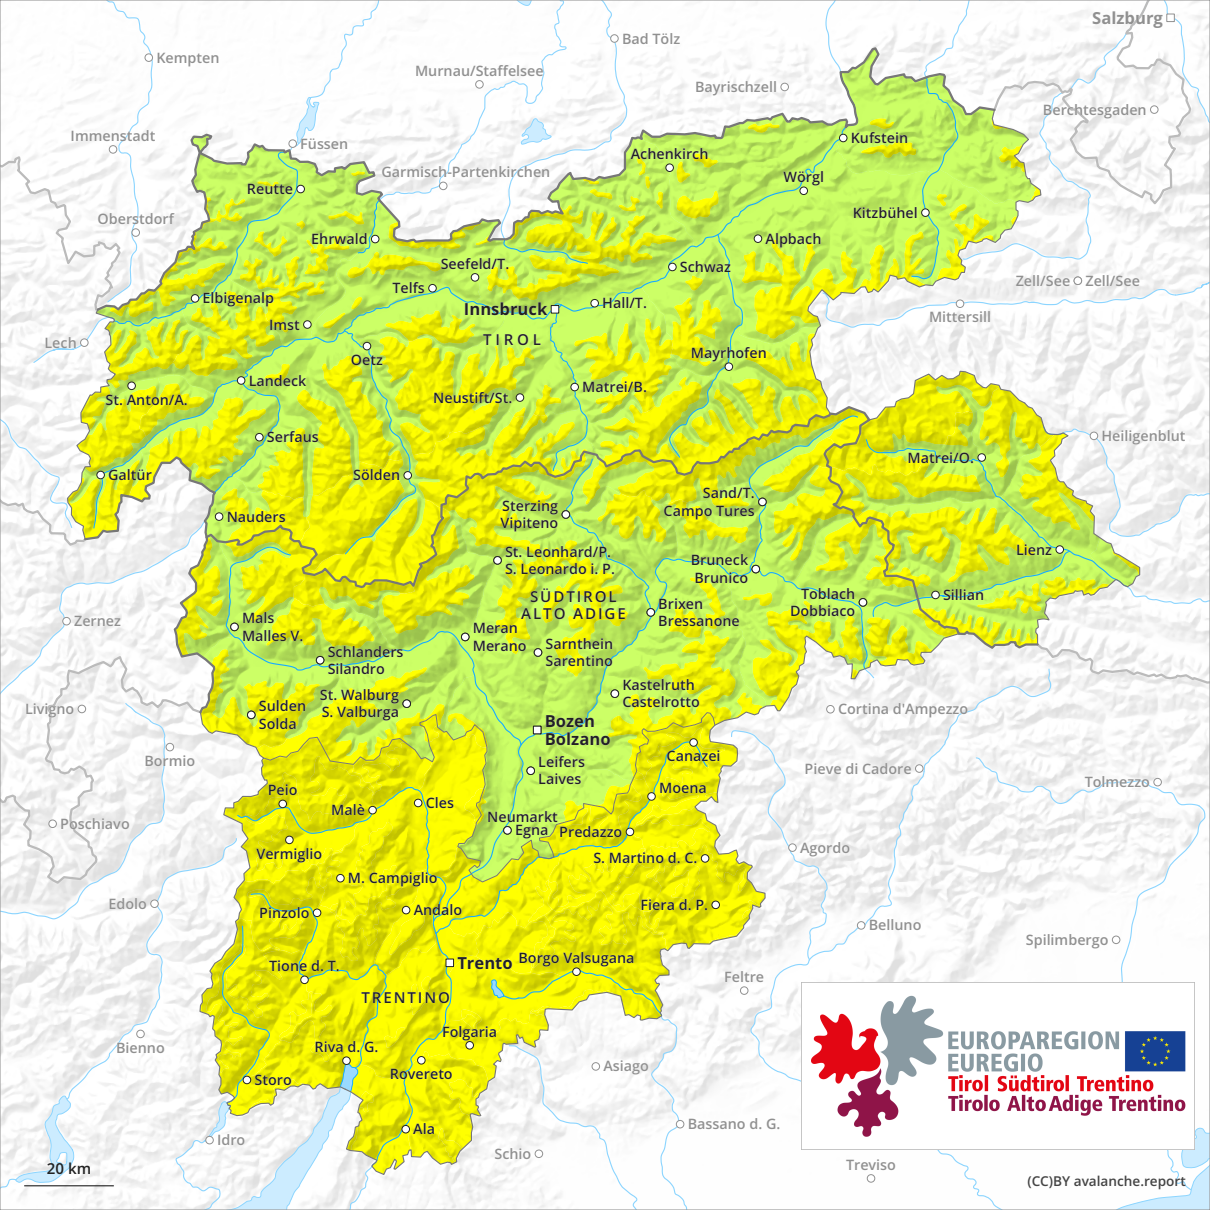 Salzburg
Bad Tölz
Kempten
Murnau/Staffelsee
Bayrischzell
Berchtesgaden
Immenstadt
Füssen
Kufstein
Achenkirch
Garmisch-Partenkirchen
Wörgl
Reutte
Oberstdorf
Kitzbühel
Ehrwald
Alpbach
Seefeld/T.
Schwaz
Zell/See
Zell/See
Telfs
Elbigenalp
Innsbruck
Hall/T.
Mittersill
Imst
TIROL
Lech
Oetz
Mayrhofen
Landeck
Matrei/B.
St. Anton/A.
Neustift/St.
Serfaus
Heiligenblut
Matrei/O.
Galtür
Sölden
Sand/T.
Campo Tures
Sterzing
Vipiteno
Nauders
Lienz
St. Leonhard/P.
S. Leonardo i. P.
Bruneck
Brunico
SÜDTIROL
ALTO ADIGE
Toblach
Dobbiaco
Sillian
Brixen
Bressanone
Zernez
Mals
Malles V.
Meran
Merano
Sarnthein
Sarentino
Schlanders
Silandro
Kastelruth
Castelrotto
St. Walburg
S. Valburga
Livigno
Sulden
Solda
Cortina d'Ampezzo
Bozen
Bolzano
Bormio
Canazei
Leifers
Laives
Pieve di Cadore
Tolmezzo
Peio
Moena
Malè
Cles
Neumarkt
Egna
Predazzo
Poschiavo
Vermiglio
Agordo
S. Martino d. C.
M. Campiglio
Edolo
Pinzolo
Andalo
Fiera d. P.
Belluno
Spilimbergo
Trento
Borgo Valsugana
Tione d. T.
Feltre
TRENTINO
Folgaria
Bienno
Riva d. G.
Rovereto
Asiago
Storo
EUROPAREGION
EUREGIO
Tirol Südtirol Trentino
Tirolo Alto Adige Trentino
Ala
Bassano d. G.
Idro
Schio
Treviso
20 km
(CC)BY avalanche.report